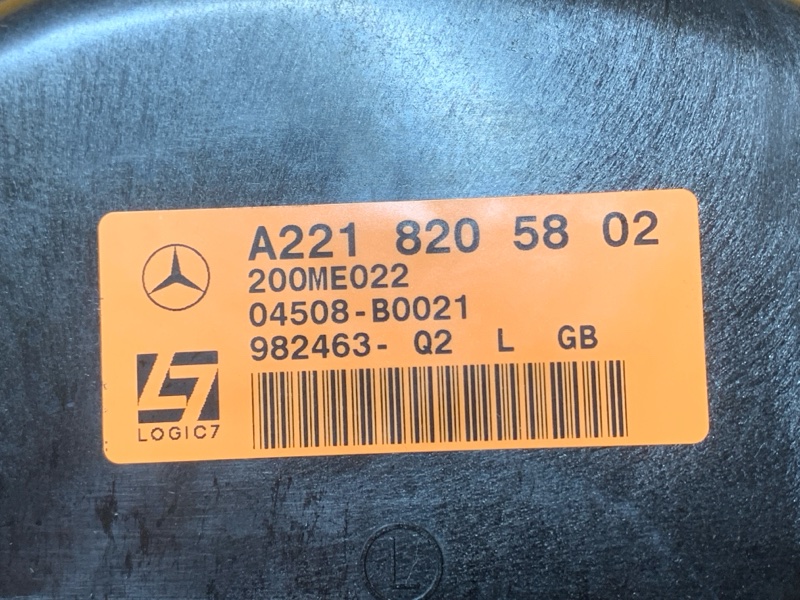 A221 820 58 02
200ME022
04508-B0021
982463- Q2 L GB
L7
LOGIC7
L